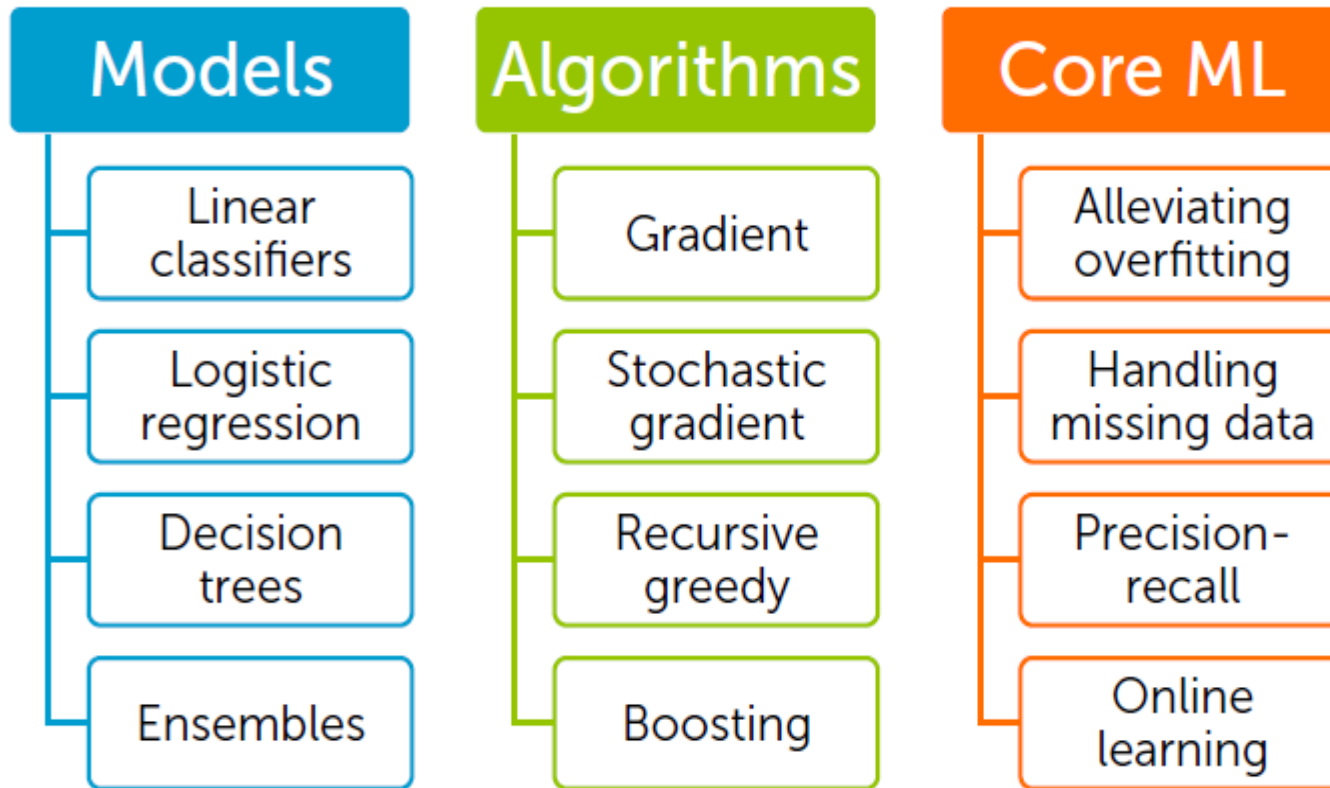 Models
Linear
classifiers
Logistic
regression
Decision
trees
Ensembles
Algorithms
Gradient
Stochastic
gradient
Recursive
greedy
Boosting
Core ML
Alleviating
overfitting
Handling
missing data
Precision-
recall
Online
learning